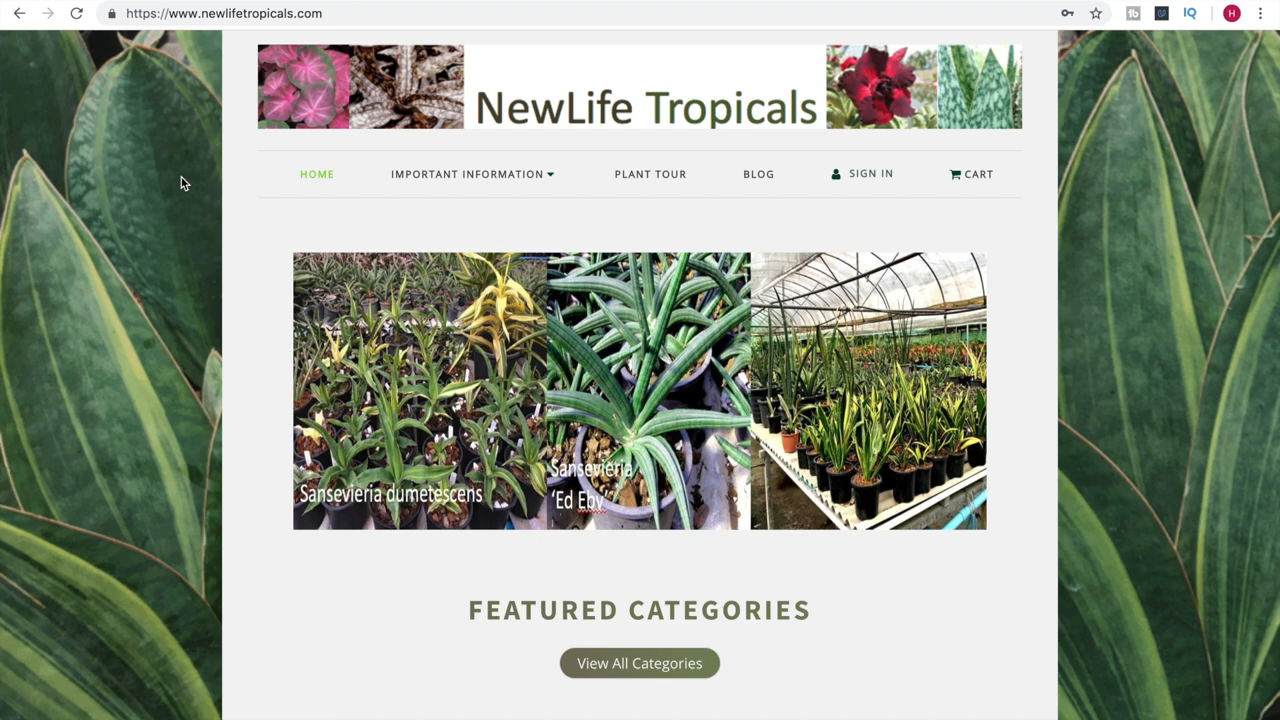 https://www.newlifetropicals.com
H
NewLife Tropicals
HOME
IMPORTANT INFORMATION
PLANT TOUR
BLOG
SIGN IN
CART
Sansevieria dumetescens
Sansevieria
'Ed Eby'
FEATURED CATEGORIES
View All Categories